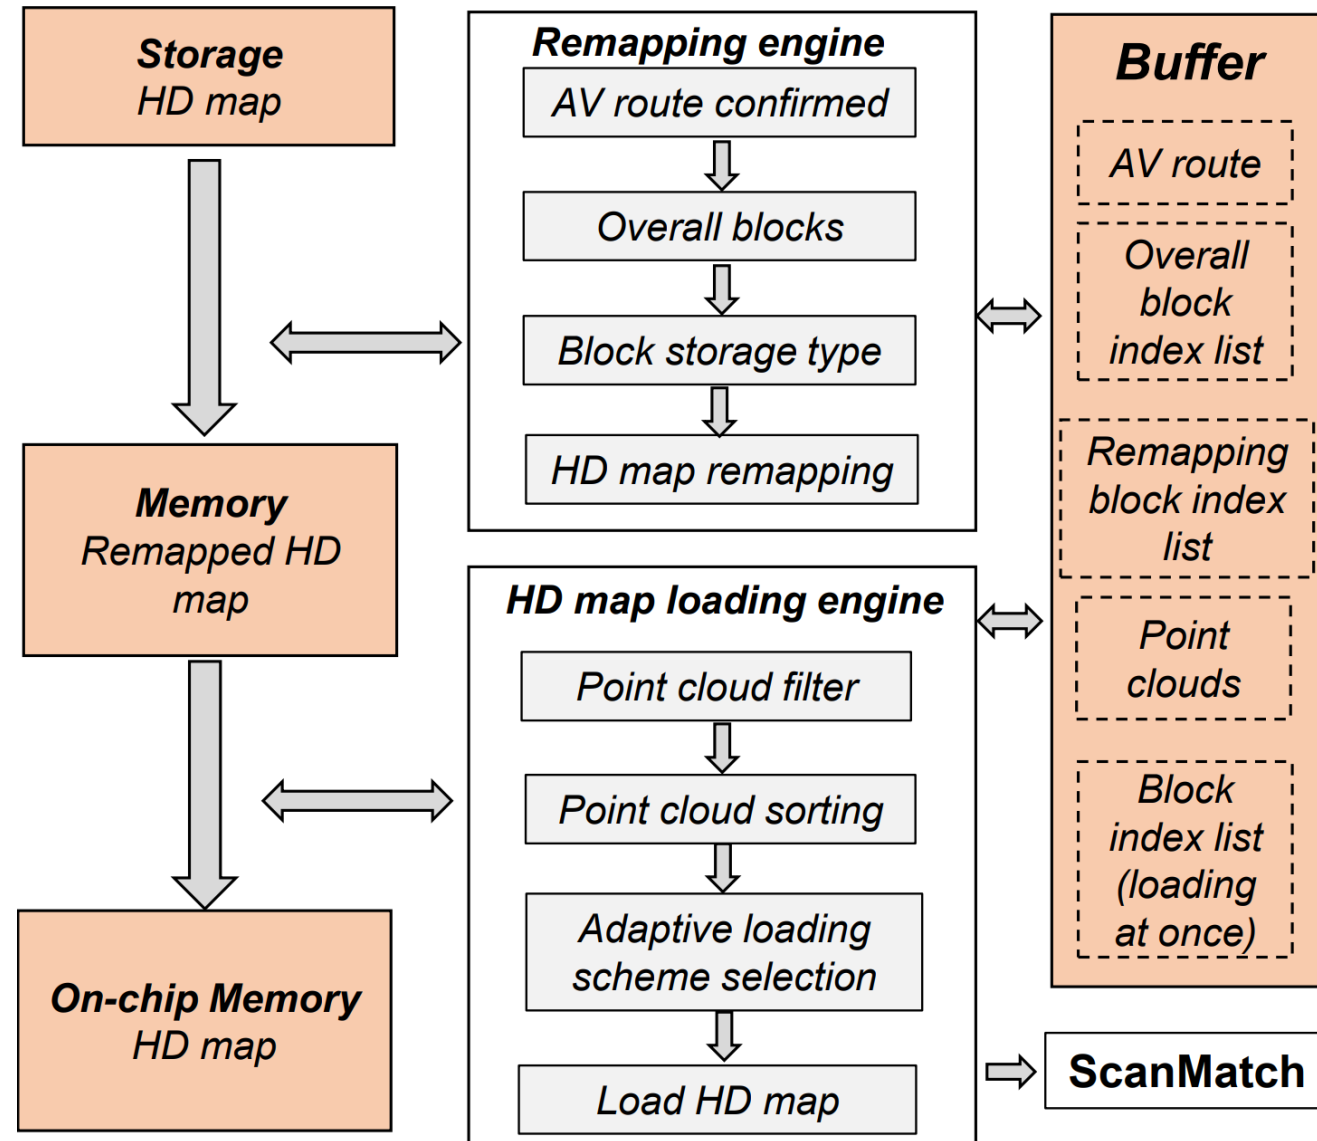 Storage
HD map
Memory
Remapped HD
map
On-chip Memory
HD map
Remapping engine
AV route confirmed
Overall blocks
Block storage type
HD map remapping
HD map loading engine
Point cloud filter
Point cloud sorting
Adaptive loading
scheme selection
Load HD map
Buffer
AV route
Overall
block
index list
Remapping
block index
list
Point
clouds
Block
index list
(loading
at once)
ScanMatch